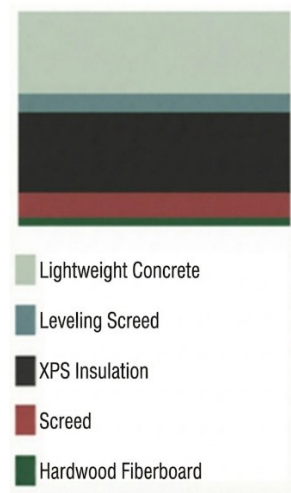 Lightweight Concrete
Leveling Screed
XPS Insulation
Screed
Hardwood Fiberboard